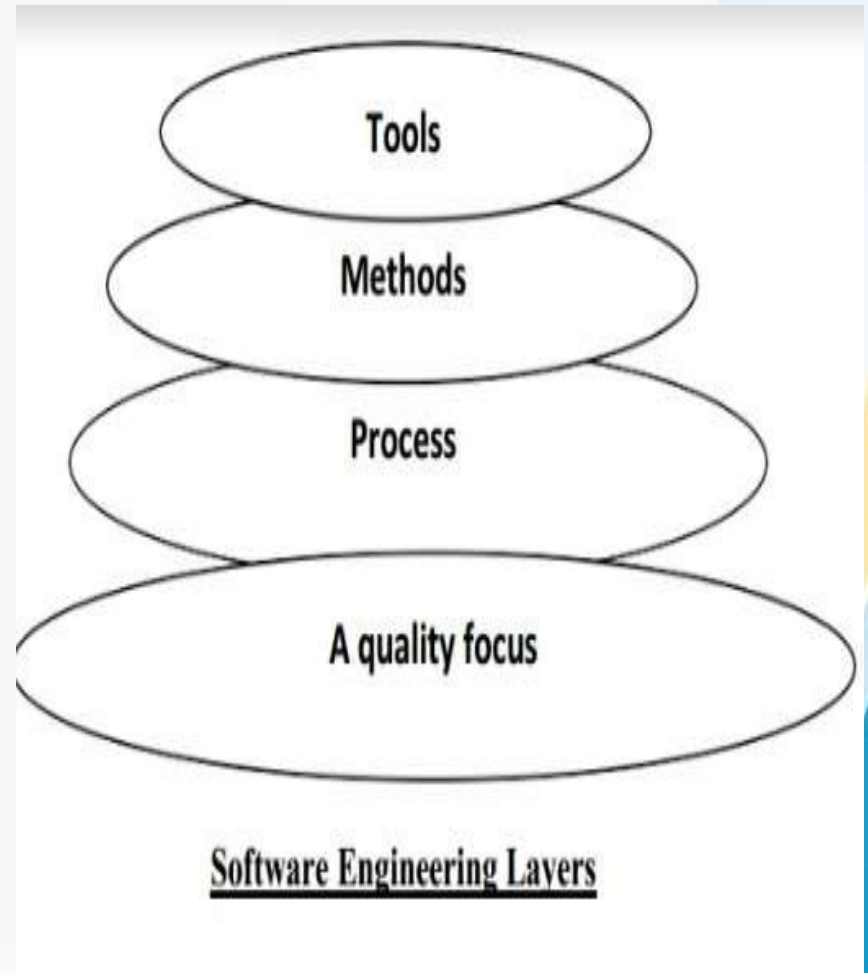 Tools
Methods
Process
A quality focus
Software Engineering Layers